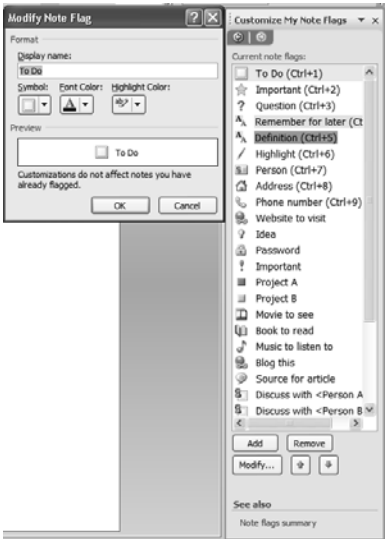 Modify Note Flag
Format
Display name:
To Do
Symbol: Font Color: Highlight Color:
Preview
To Do
Customizations do not affect notes you have
already flagged.
OK Cancel
Customize My Note Flags
Current note flags:
To Do (Ctrl+1)
Important (Ctrl+2)
Question (Ctrl+3)
Remember for later (Ct
Definition (Ctrl+5)
Highlight (Ctrl+6)
Person (Ctrl+7)
Address (Ctrl+8)
Phone number (Ctrl+9)
Website to visit
Idea
Password
Important
Project A
Project B
Movie to see
Book to read
Music to listen to
Blog this
Source for article
Discuss with <Person A
Discuss with <Person B
Add Remove
Modify...
See also
Note flags summary